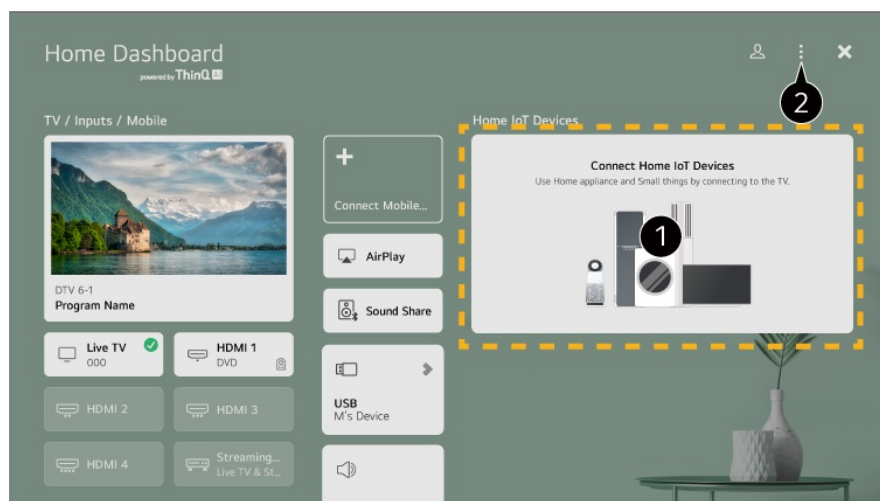 Home Dashboard
powered by ThinQ AI
2
TV / Inputs / Mobile
Home IoT Devices
DTV 6-1
Program Name
Live TV
000
HDMI 1
DVD
HDMI 2
HDMI 3
HDMI 4
Streaming...
Live TV & St...
Connect Mobile...
AirPlay
Sound Share
USB
M's Device
Connect Home IoT Devices
Use Home appliance and Small things by connecting to the TV.
1